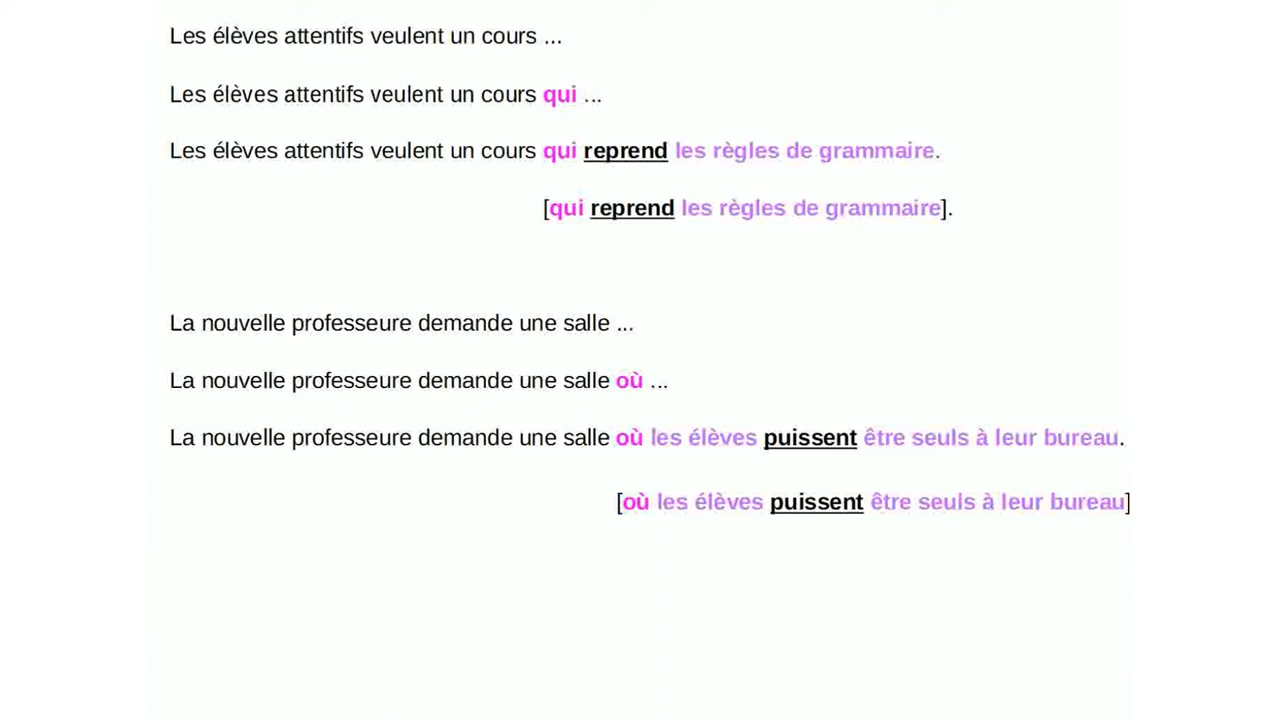 Les élèves attentifs veulent un cours ...
Les élèves attentifs veulent un cours qui ...
Les élèves attentifs veulent un cours qui reprend les règles de grammaire.
[qui reprend les règles de grammaire].
La nouvelle professeure demande une salle ...
La nouvelle professeure demande une salle où ...
La nouvelle professeure demande une salle où les élèves puissent être seuls à leur bureau.
[où les élèves puissent être seuls à leur bureau]